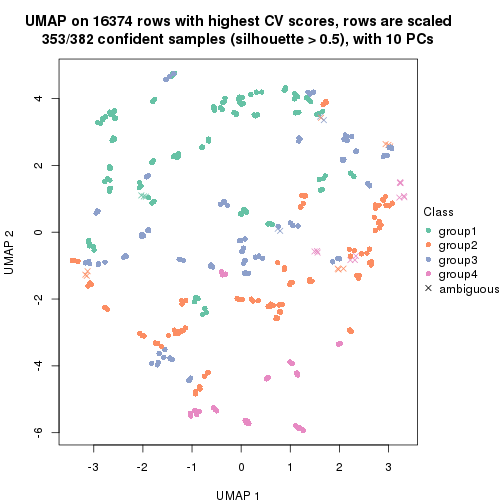 UMAP on 16374 rows with highest CV scores, rows are scaled
353/382 confident samples (silhouette > 0.5), with 10 PCs
4
2
0
-2
-4
-6
UMAP 2
-3
-2
-1
0
1
2
3
UMAP 1
Class
group1
group2
group3
group4
ambiguous